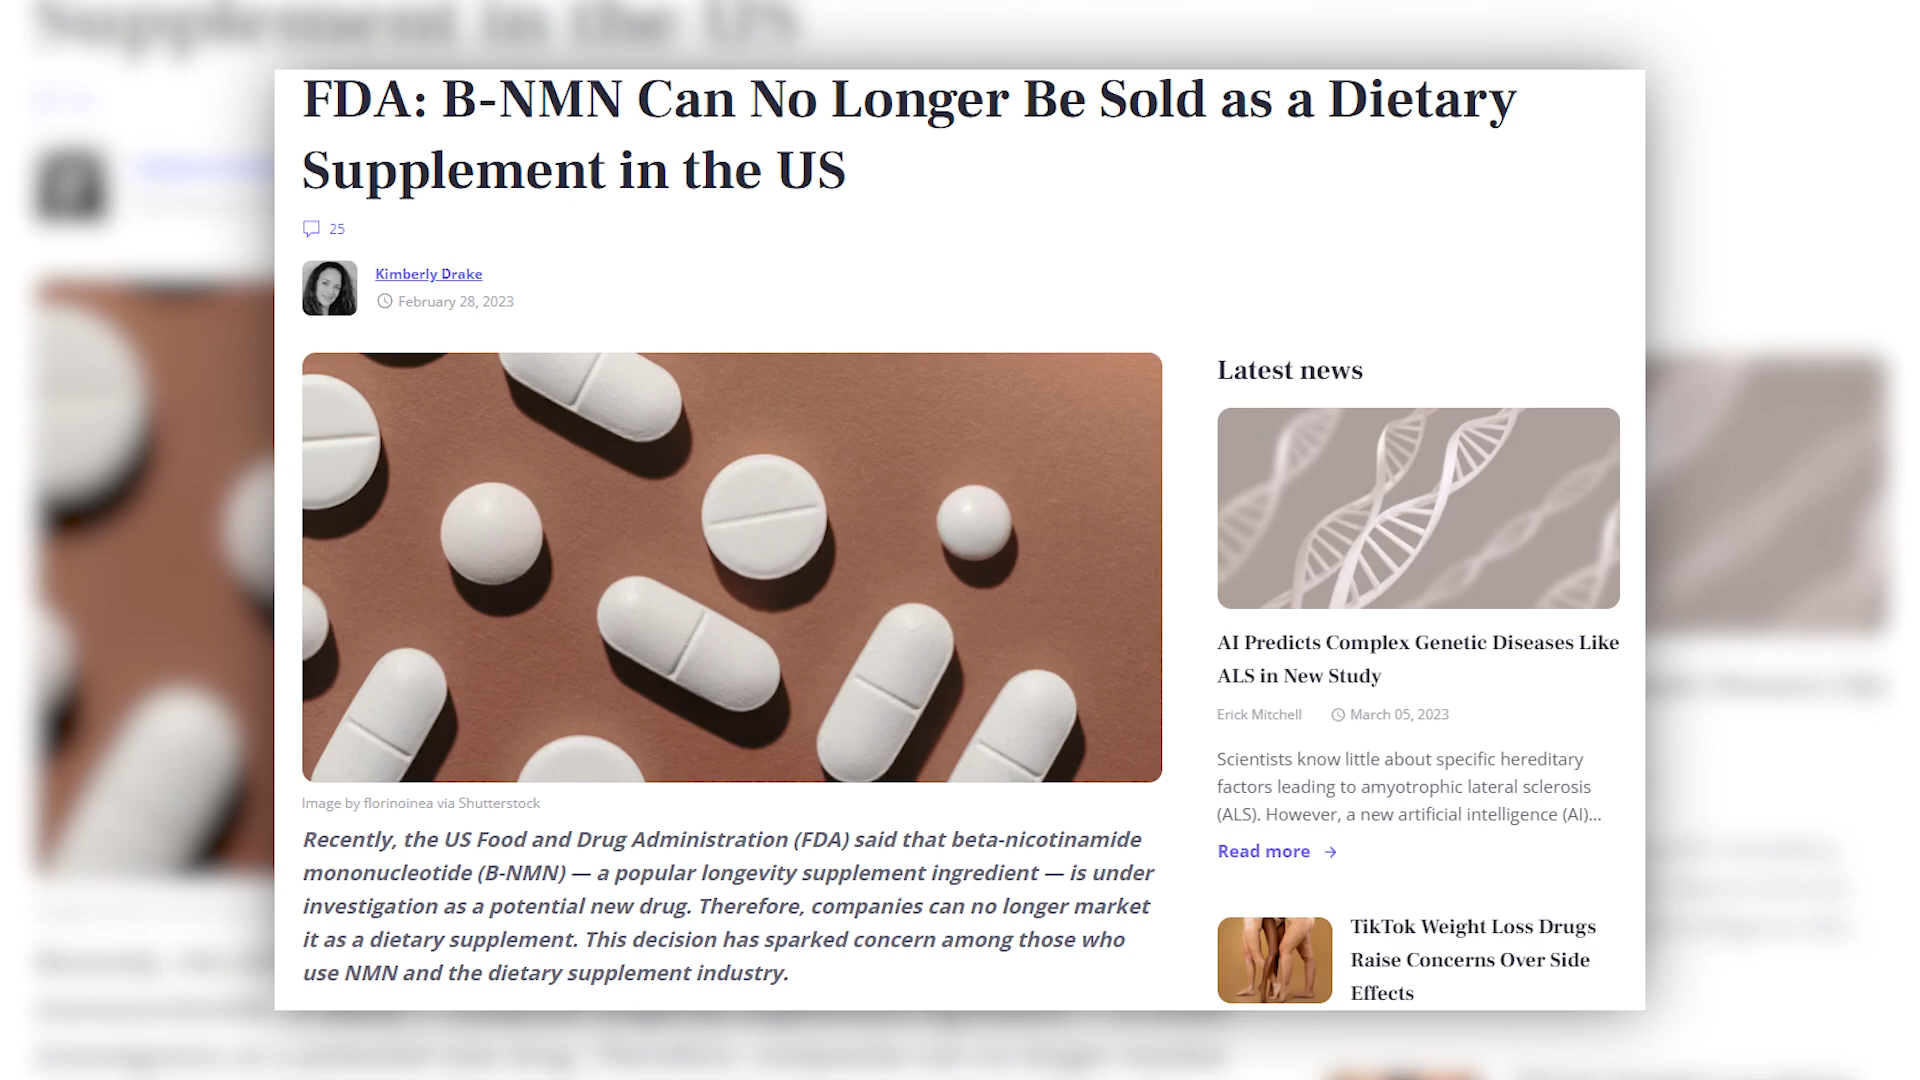 FDA: B-NMN Can No Longer Be Sold as a Dietary
Supplement in the US
25
Kimberly Drake
February 28, 2023
Image by florinoinea via Shutterstock
Recently, the US Food and Drug Administration (FDA) said that beta-nicotinamide
mononucleotide (B-NMN) — a popular longevity supplement ingredient — is under
investigation as a potential new drug. Therefore, companies can no longer market
it as a dietary supplement. This decision has sparked concern among those who
use NMN and the dietary supplement industry.
Latest news
AI Predicts Complex Genetic Diseases Like
ALS in New Study
Erick Mitchell March 05, 2023
Scientists know little about specific hereditary
factors leading to amyotrophic lateral sclerosis
(ALS). However, a new artificial intelligence (AI)...
Read more →
TikTok Weight Loss Drugs
Raise Concerns Over Side
Effects